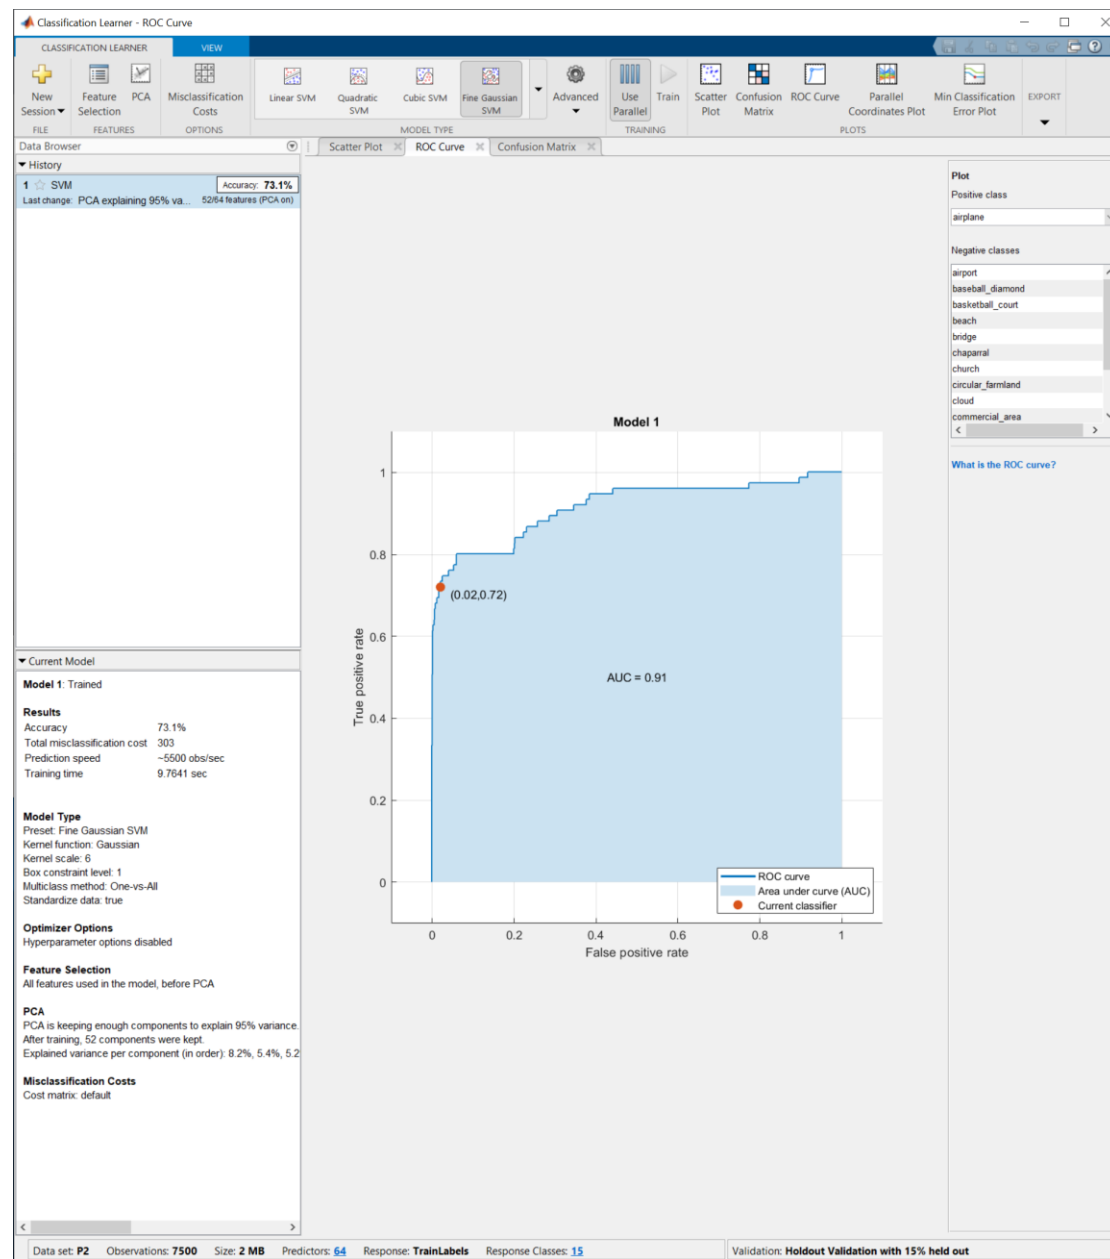 Classification Learner - ROC Curve
CLASSIFICATION LEARNER VIEW
New Session
Feature Selection
PCA
Misclassification Costs
Linear SVM
Quadratic SVM
Cubic SVM
Fine Gaussian SVM
Advanced
Use Parallel
Train
Scatter Plot
Confusion Matrix
ROC Curve
Parallel Coordinates Plot
Min Classification Error Plot
EXPORT
FILE FEATURES OPTIONS MODEL TYPE TRAINING PLOTS
Data Browser
Scatter Plot ROC Curve Confusion Matrix
History
1 SVM Accuracy: 73.1%
Last change: PCA explaining 95% va... 52/64 features (PCA on)
Current Model
Model 1: Trained
Results
Accuracy 73.1%
Total misclassification cost 303
Prediction speed ~5500 obs/sec
Training time 9.7641 sec
Model Type
Preset: Fine Gaussian SVM
Kernel function: Gaussian
Kernel scale: 6
Box constraint level: 1
Multiclass method: One-vs-All
Standardize data: true
Optimizer Options
Hyperparameter options disabled
Feature Selection
All features used in the model, before PCA
PCA
PCA is keeping enough components to explain 95% variance.
After training, 52 components were kept.
Explained variance per component (in order): 8.2%, 5.4%, 5.2
Misclassification Costs
Cost matrix: default
Model 1
True positive rate
1
0.8
0.6
0.4
0.2
0
(0.02,0.72)
AUC = 0.91
ROC curve
Area under curve (AUC)
Current classifier
0 0.2 0.4 0.6 0.8 1
False positive rate
Plot
Positive class
airplane
Negative classes
airport
baseball_diamond
basketball_court
beach
bridge
chaparral
church
circular_farmland
cloud
commercial_area
What is the ROC curve?
Data set: P2 Observations: 7500 Size: 2 MB Predictors: 64 Response: TrainLabels Response Classes: 15 Validation: Holdout Validation with 15% held out